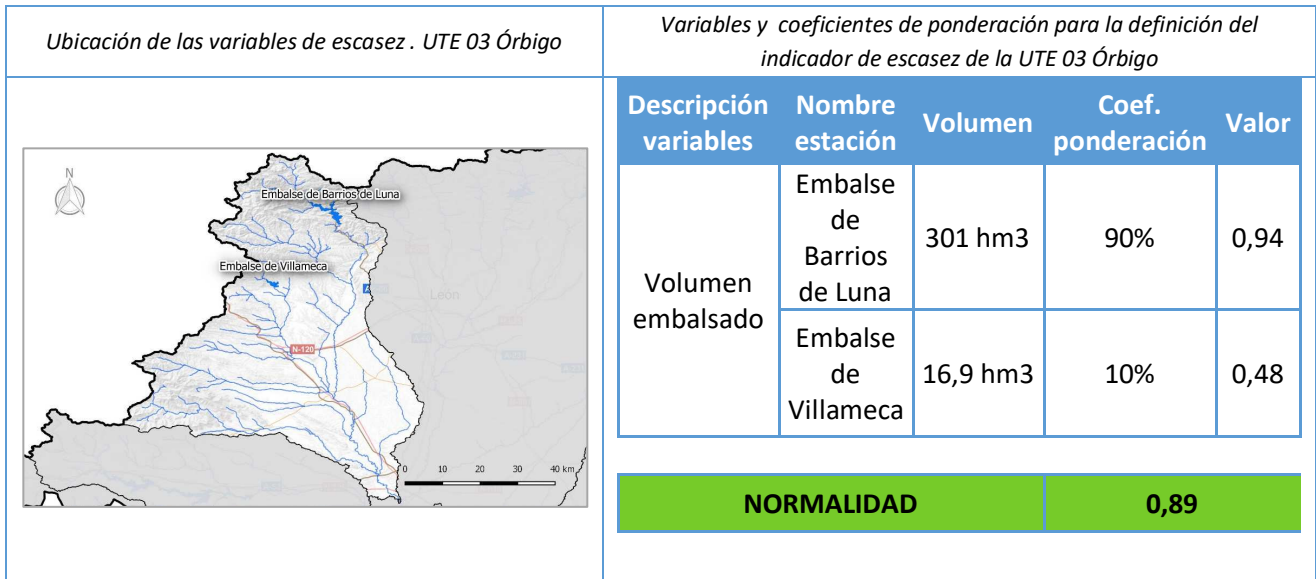 Ubicación de las variables de escasez . UTE 03 Órbigo
Variables y coeficientes de ponderación para la definición del
indicador de escasez de la UTE 03 Órbigo
N
Embalse de Barrios de Luna
Embalse de Villameca
León
N-120
0 10 20 30 40 km
Descripción variables
Nombre estación
Volumen
Coef. ponderación
Valor
Volumen
embalsado
Embalse
de
Barrios
de Luna
301 hm3
90%
0,94
Embalse
de
Villameca
16,9 hm3
10%
0,48
NORMALIDAD
0,89